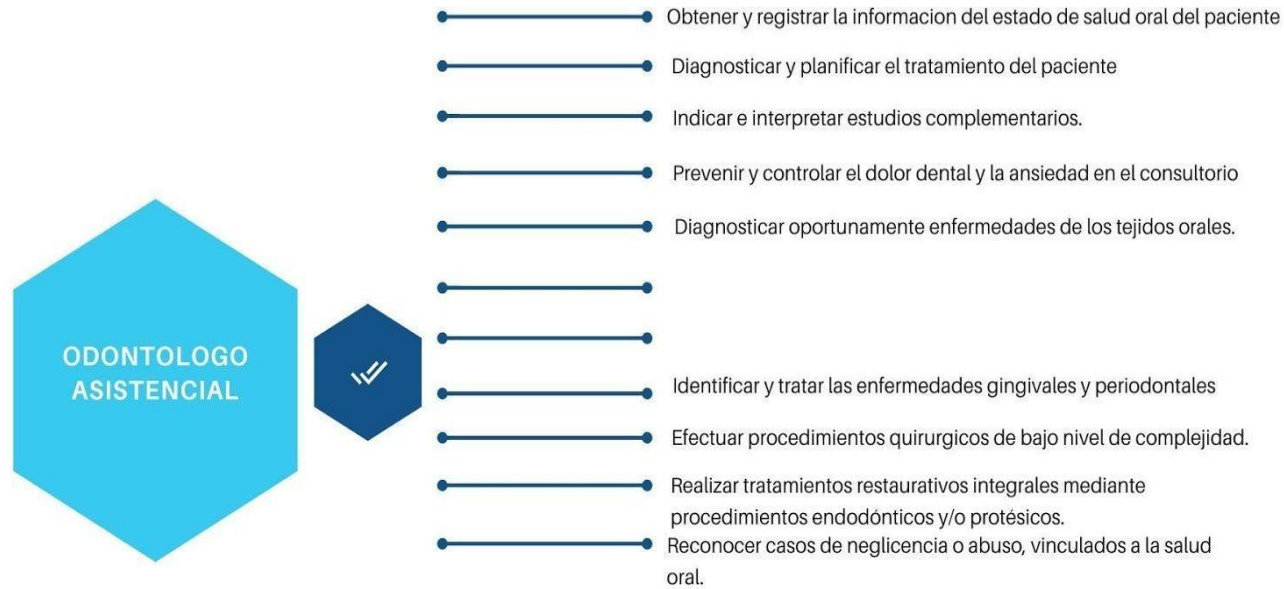 Obtener y registrar la informacion del estado de salud oral del paciente
Diagnosticar y planificar el tratamiento del paciente
Indicar e interpretar estudios complementarios.
Prevenir y controlar el dolor dental y la ansiedad en el consultorio
Diagnosticar oportunamente enfermedades de los tejidos orales.
ODONTOLOGO
ASISTENCIAL
Identificar y tratar las enfermedades gingivales y periodontales
Efectuar procedimientos quirurgicos de bajo nivel de complejidad.
Realizar tratamientos restaurativos integrales mediante
procedimientos endodónticos y/o protésicos.
Reconocer casos de neglicencia o abuso, vinculados a la salud
oral.